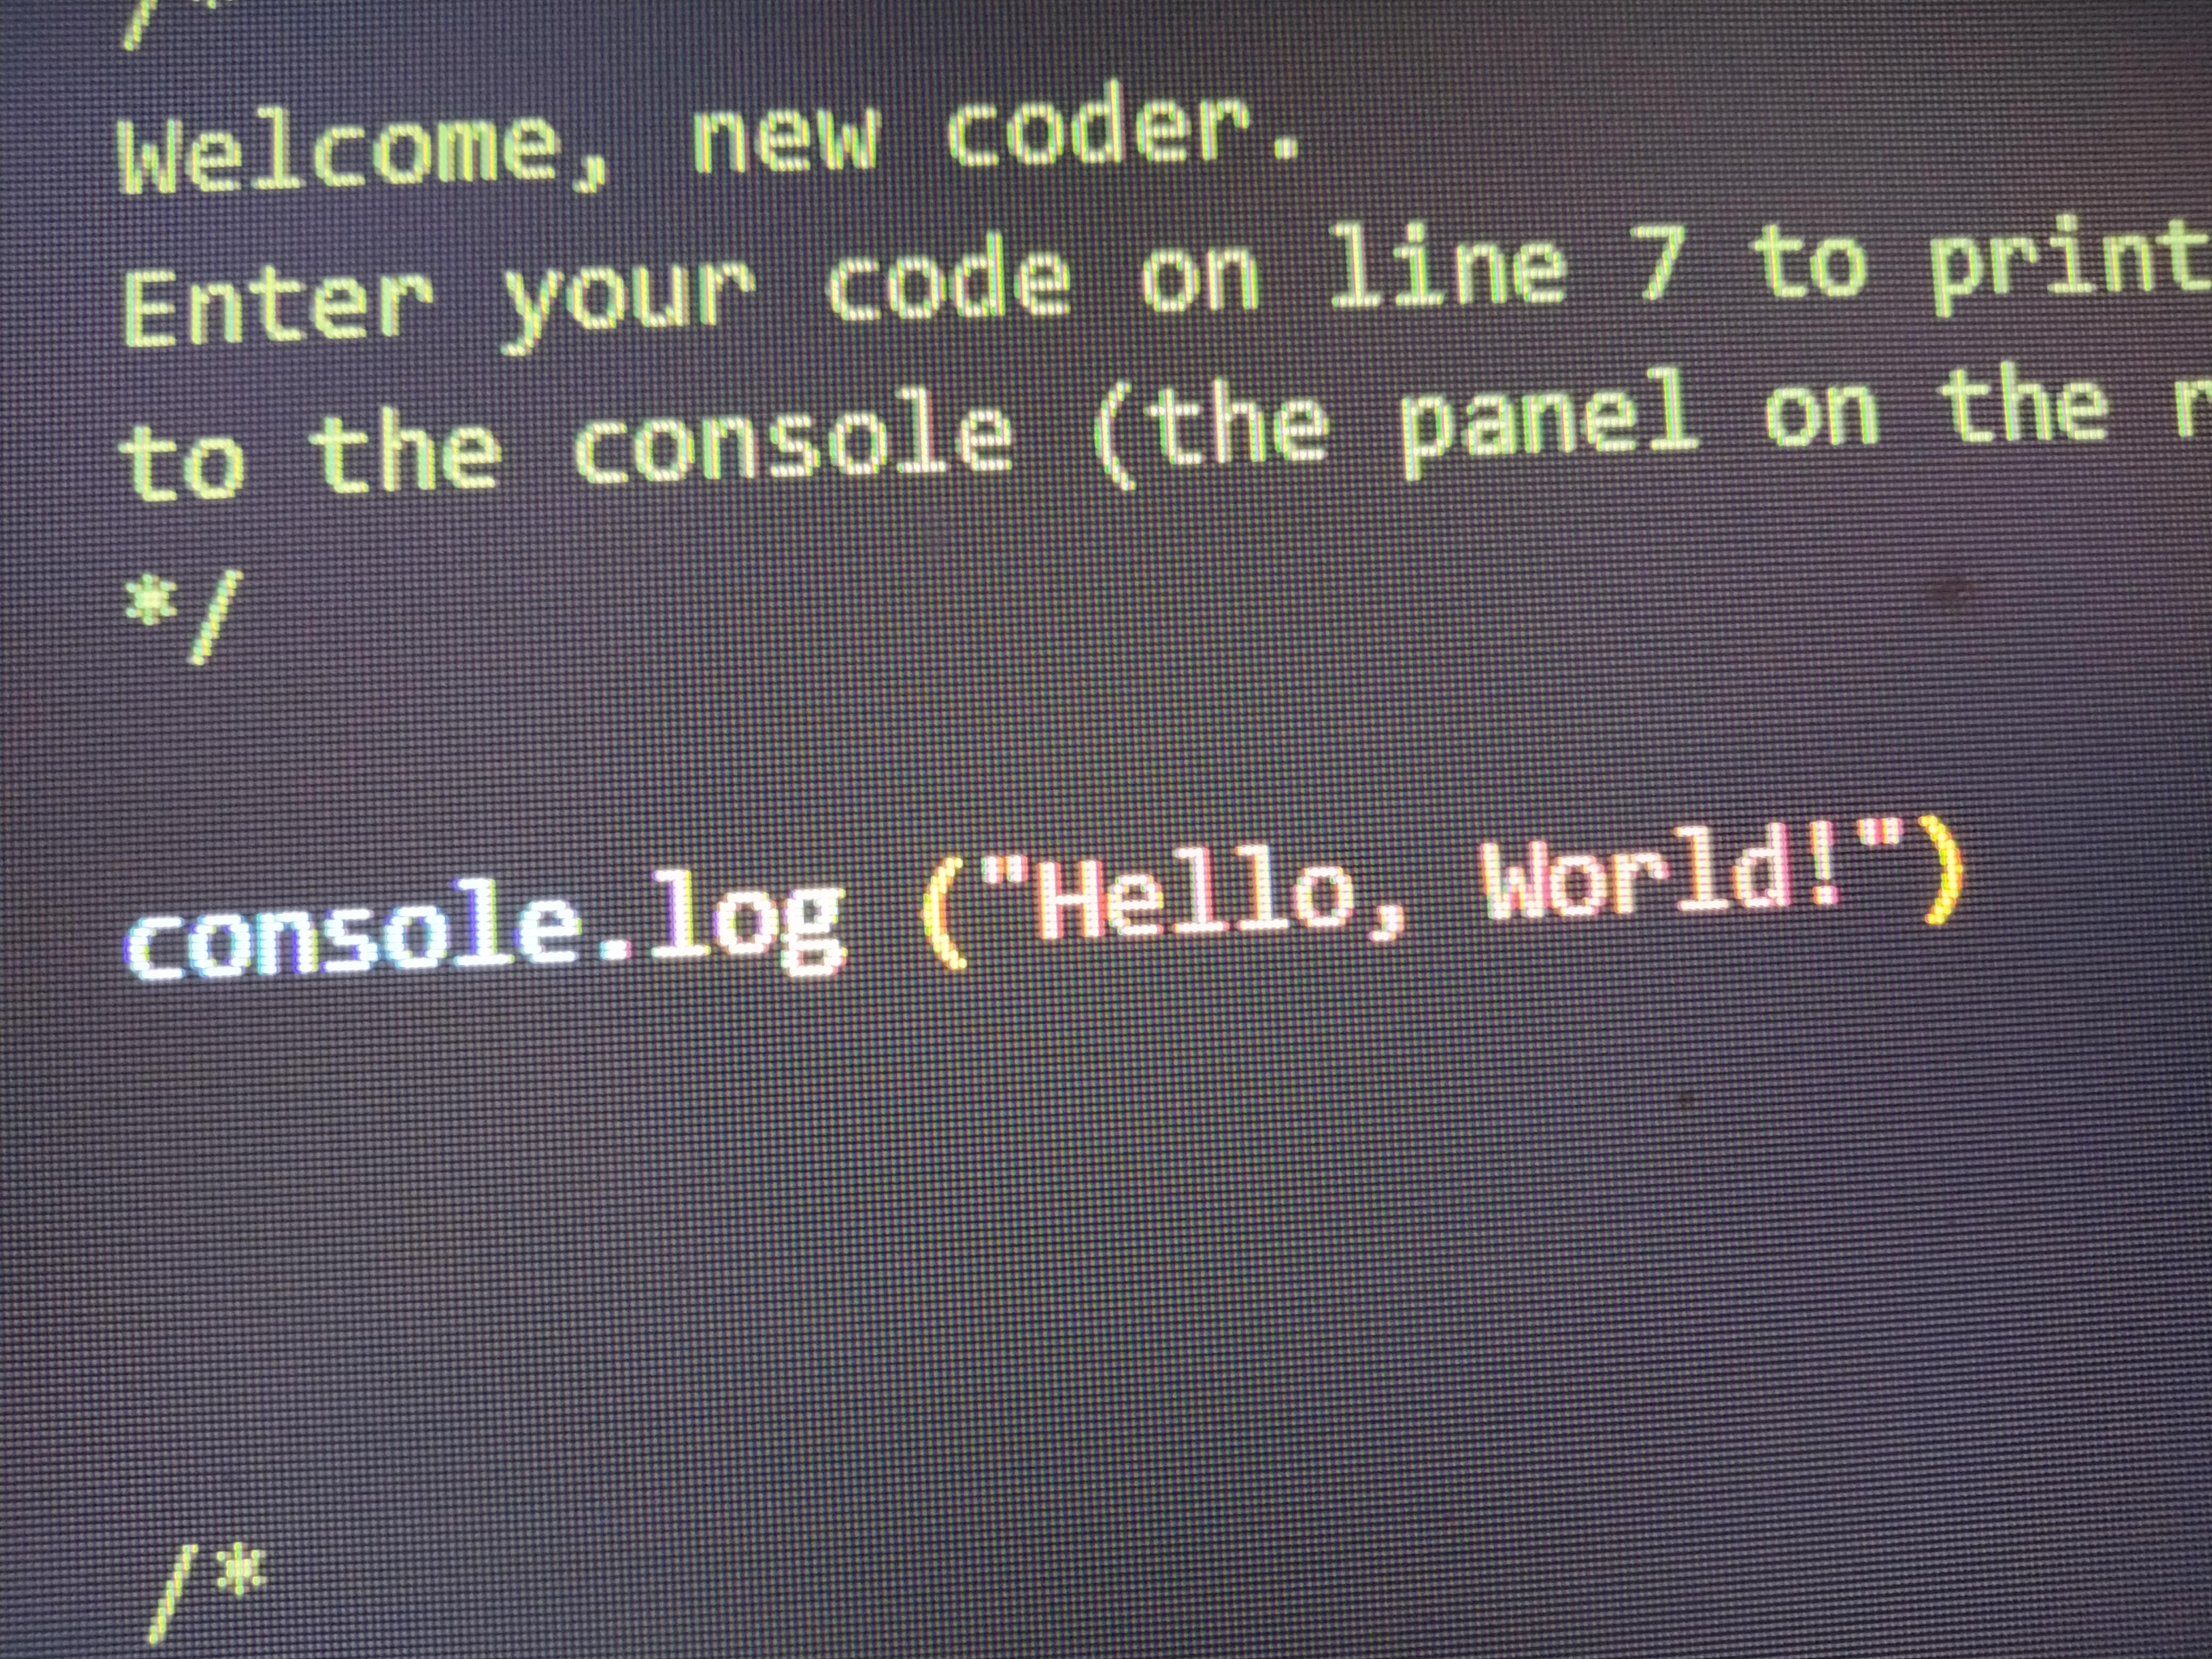 /*
Welcome, new coder.
Enter your code on line 7 to print
to the console (the panel on the
*/
console.log ("Hello, World!")
/*